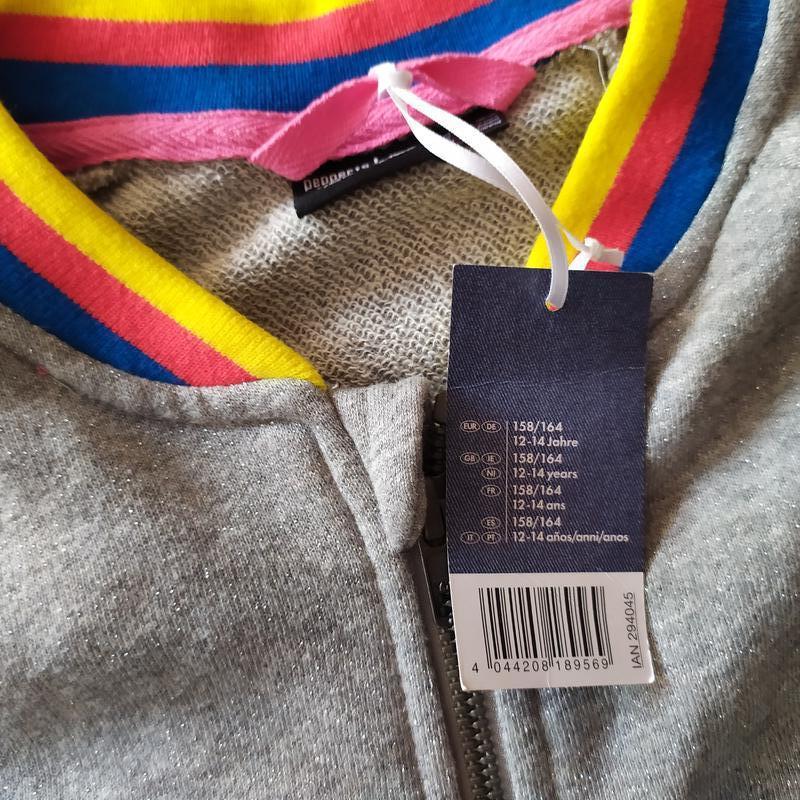 EUR DE 158/164
12-14 Jahre
GB IE 158/164
NI 12-14 years
FR 158/164
12-14 ans
ES 158/164
IT PT 12-14 años/anni/anos
4 044208 189569
IAN 294045